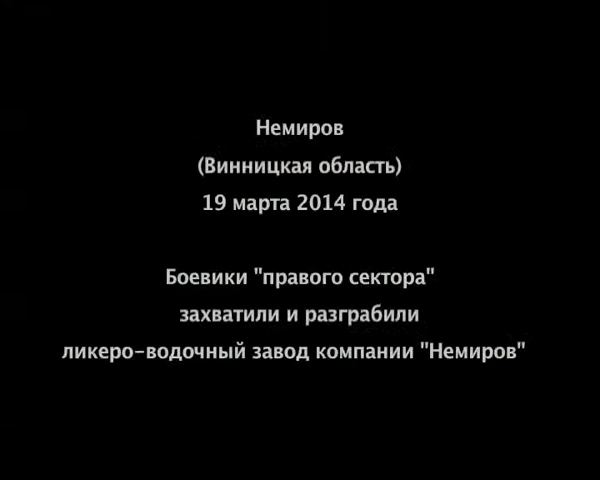 Немиров
(Винницкая область)
19 марта 2014 года
Боевики "правого сектора"
захватили и разграбили
ликеро-водочный завод компании "Немиров"